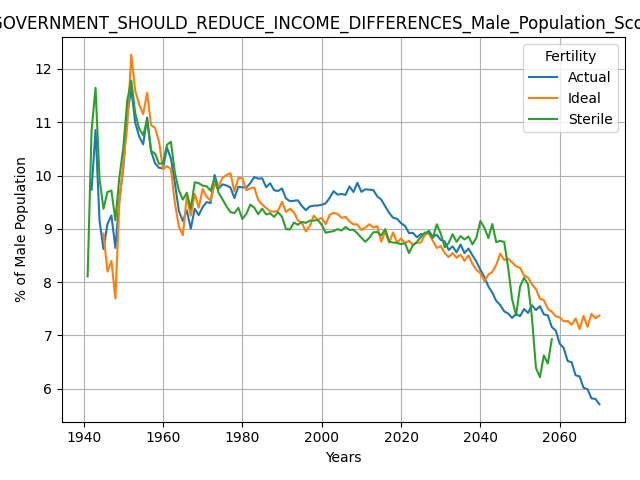 GOVERNMENT_SHOULD_REDUCE_INCOME_DIFFERENCES_Male_Population_Sco
Fertility
Actual
Ideal
Sterile
% of Male Population
12
11
10
9
8
7
6
1940 1960 1980 2000 2020 2040 2060
Years